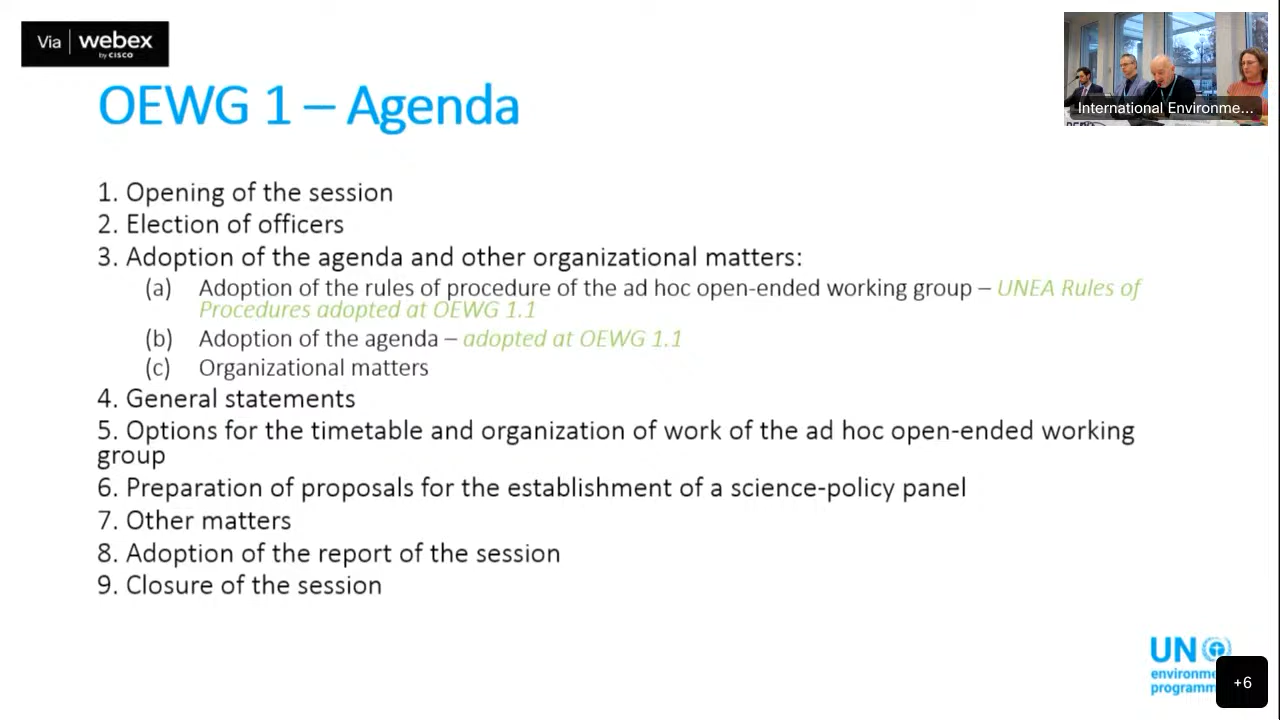 Via | webex
by CISCO
International Environme...
OEWG 1 – Agenda
1. Opening of the session
2. Election of officers
3. Adoption of the agenda and other organizational matters:
(a) Adoption of the rules of procedure of the ad hoc open-ended working group – UNEA Rules of
Procedures adopted at OEWG 1.1
(b) Adoption of the agenda – adopted at OEWG 1.1
(c) Organizational matters
4. General statements
5. Options for the timetable and organization of work of the ad hoc open-ended working
group
6. Preparation of proposals for the establishment of a science-policy panel
7. Other matters
8. Adoption of the report of the session
9. Closure of the session
UN
environme
programm
+6